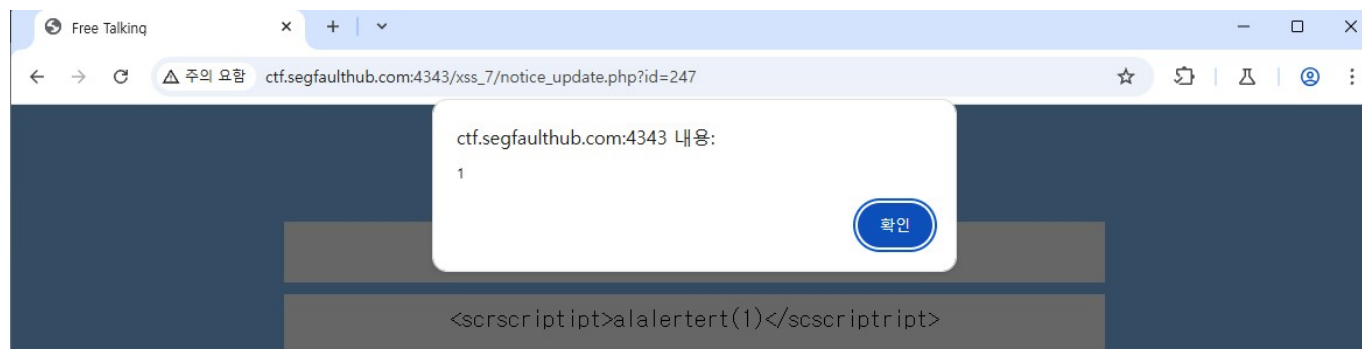 Free Talking
주의 요함 ctf.segfaulthub.com:4343/xss_7/notice_update.php?id=247
ctf.segfaulthub.com:4343 내용:
1
확인
<scrscriptipt>alalertert(1)</scscriptript>